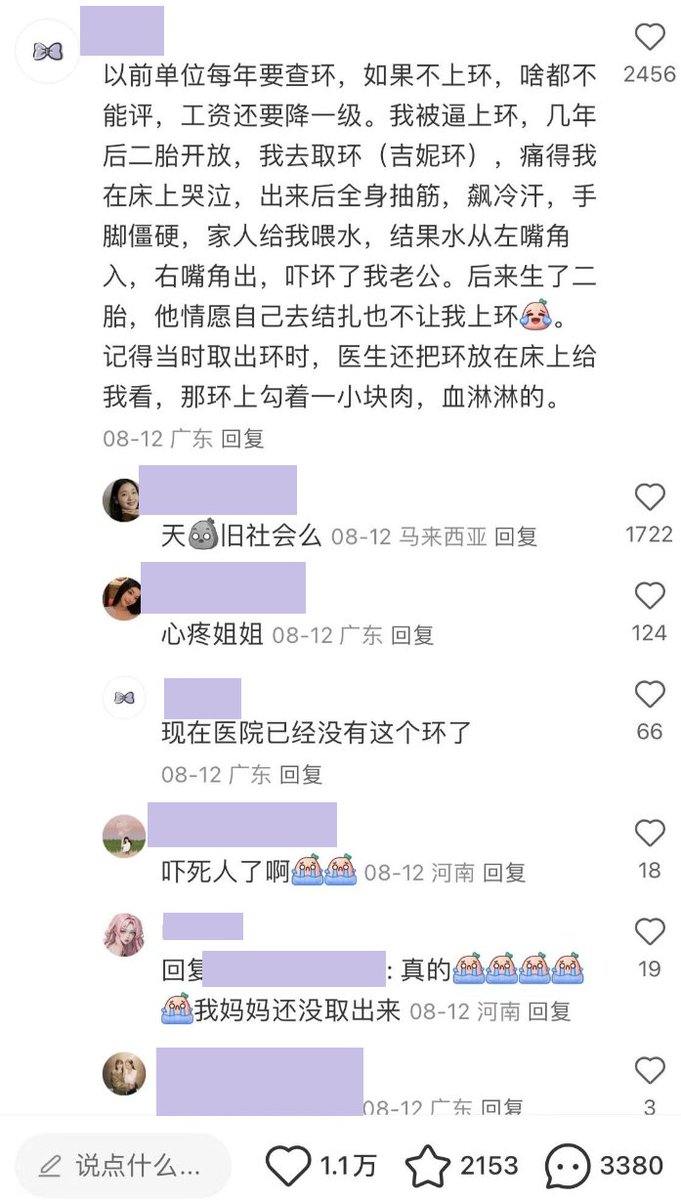 以前单位每年要查环，如果不上环，啥都不
2456
能评，工资还要降一级。我被逼上环，几年
后二胎开放，我去取环（吉妮环），痛得我
在床上哭泣，出来后全身抽筋，飙冷汗，手
脚僵硬，家人给我喂水，结果水从左嘴角
入，右嘴角出，吓坏了我老公。后来生了二
胎，他情愿自己去结扎也不让我上环。
记得当时取出环时，医生还把环放在床上给
我看，那环上勾着一小块肉，血淋淋的。
08-12 广东 回复
天旧社会么 08-12 马来西亚 回复
1722
心疼姐姐 08-12 广东 回复
124
现在医院已经没有这个环了
66
08-12 广东 回复
吓死人了啊 08-12 河南 回复
18
回复 : 真的
19
我妈妈还没取出来 08-12 河南 回复
08-12 广东 回复
3
说点什么... 1.1万 2153 3380